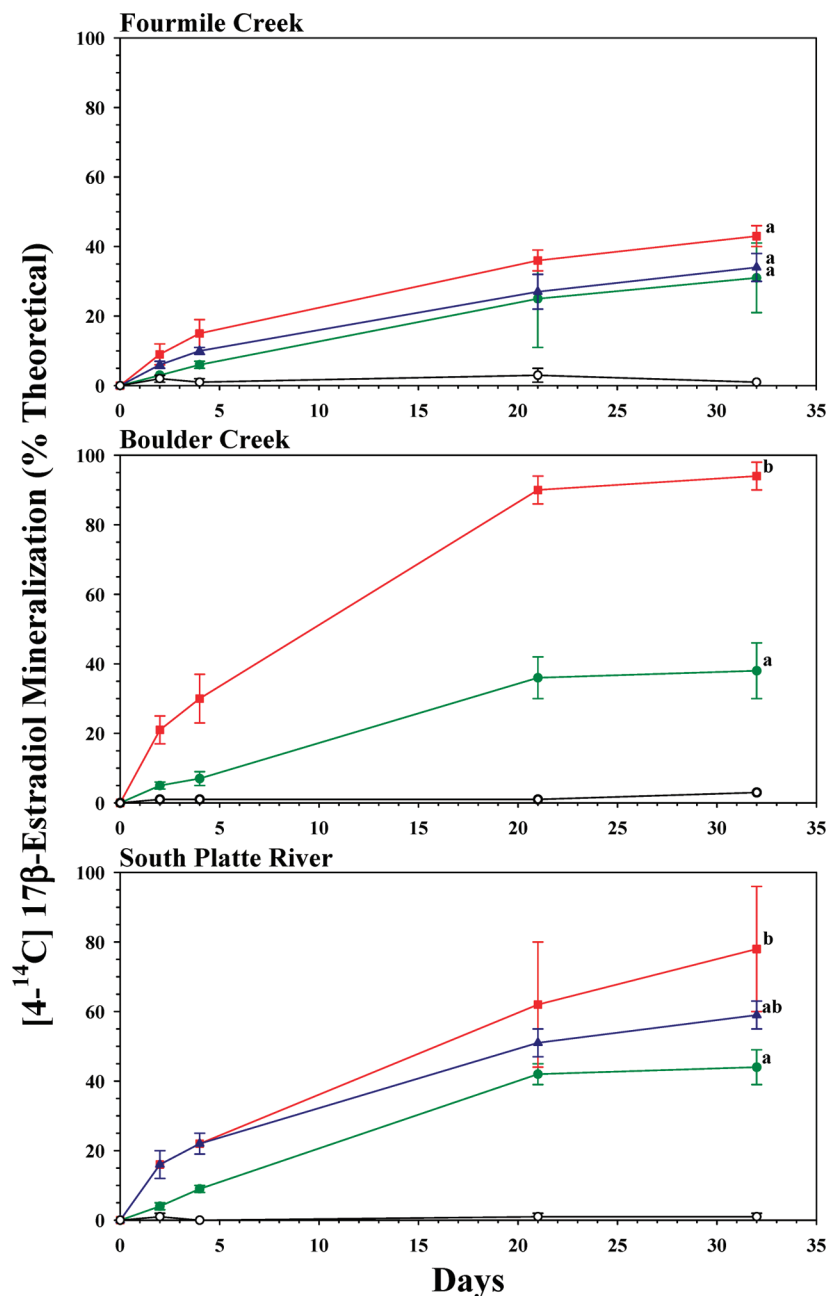 Fourmile Creek
100
80
60
40
20
0
a
a
a
0 5 10 15 20 25 30 35
Boulder Creek
100
80
60
40
20
0
b
a
0 5 10 15 20 25 30 35
South Platte River
100
80
60
40
20
0
b
ab
a
0 5 10 15 20 25 30 35
Days
[4-¹⁴C] 17β-Estradiol Mineralization (% Theoretical)